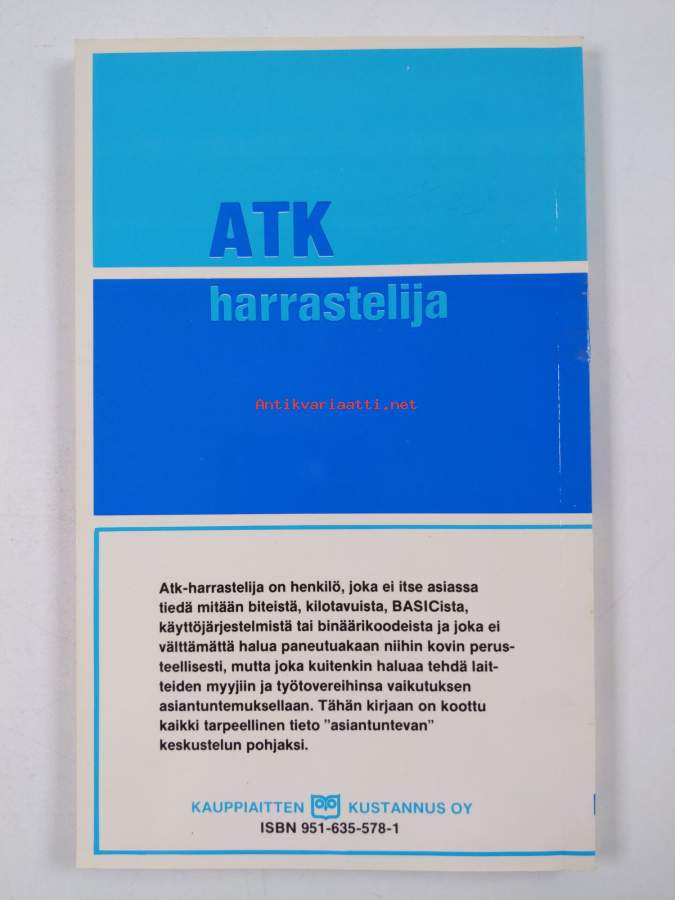 ATK
harrastelija
Antikvariaatti.net
Atk-harrastelija on henkilö, joka ei itse asiassa
tiedä mitään biteistä, kilotavuista, BASICista,
käyttöjärjestelmistä tai binäärikoodeista ja joka ei
välttämättä halua paneutuakaan niihin kovin perus-
teellisesti, mutta joka kuitenkin haluaa tehdä lait-
teiden myyjiin ja työtovereihinsa vaikutuksen
asiantuntemuksellaan. Tähän kirjaan on koottu
kaikki tarpeellinen tieto ”asiantuntevan”
keskustelun pohjaksi.
KAUPPIAITTEN KUSTANNUS OY
ISBN 951-635-578-1